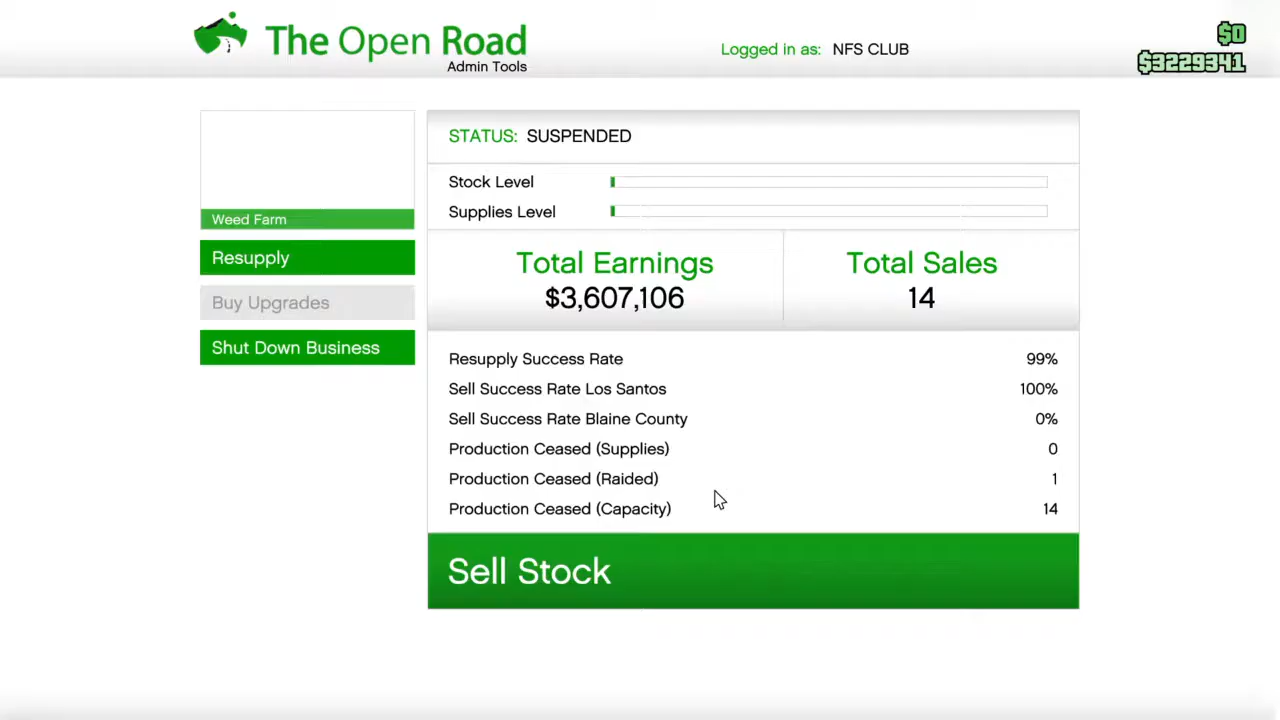 The Open Road
Admin Tools
Logged in as: NFS CLUB
$0
$3229341
Weed Farm
Resupply
Buy Upgrades
Shut Down Business
STATUS: SUSPENDED
Stock Level
Supplies Level
Total Earnings
$3,607,106
Total Sales
14
Resupply Success Rate 99%
Sell Success Rate Los Santos 100%
Sell Success Rate Blaine County 0%
Production Ceased (Supplies) 0
Production Ceased (Raided) 1
Production Ceased (Capacity) 14
Sell Stock